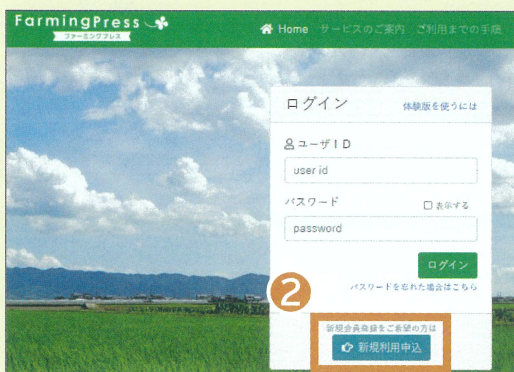 FarmingPress
ファーミングプレス
Home サービスのご案内 ご利用までの手順
ログイン 体験版を使うには
ユーザID
user id
パスワード 表示する
password
ログイン
パスワードを忘れた場合はこちら
2
新規会員登録をご希望の方は
新規利用申込